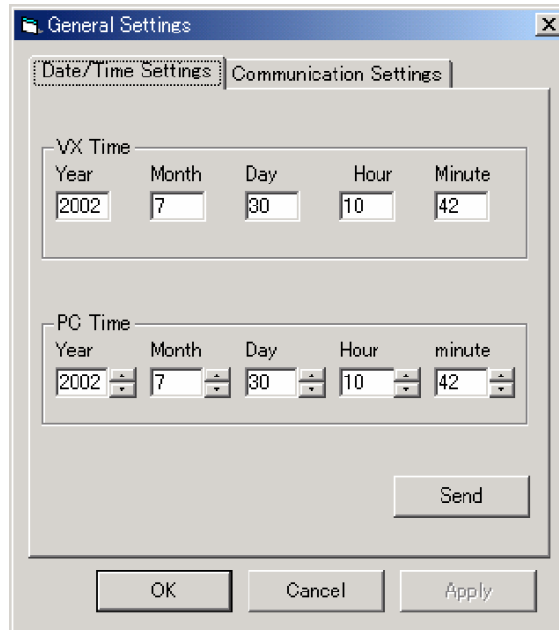 General Settings
Date/Time Settings Communication Settings
VX Time
Year Month Day Hour Minute
2002 7 30 10 42
PC Time
Year Month Day Hour minute
2002 7 30 10 42
Send
OK Cancel Apply